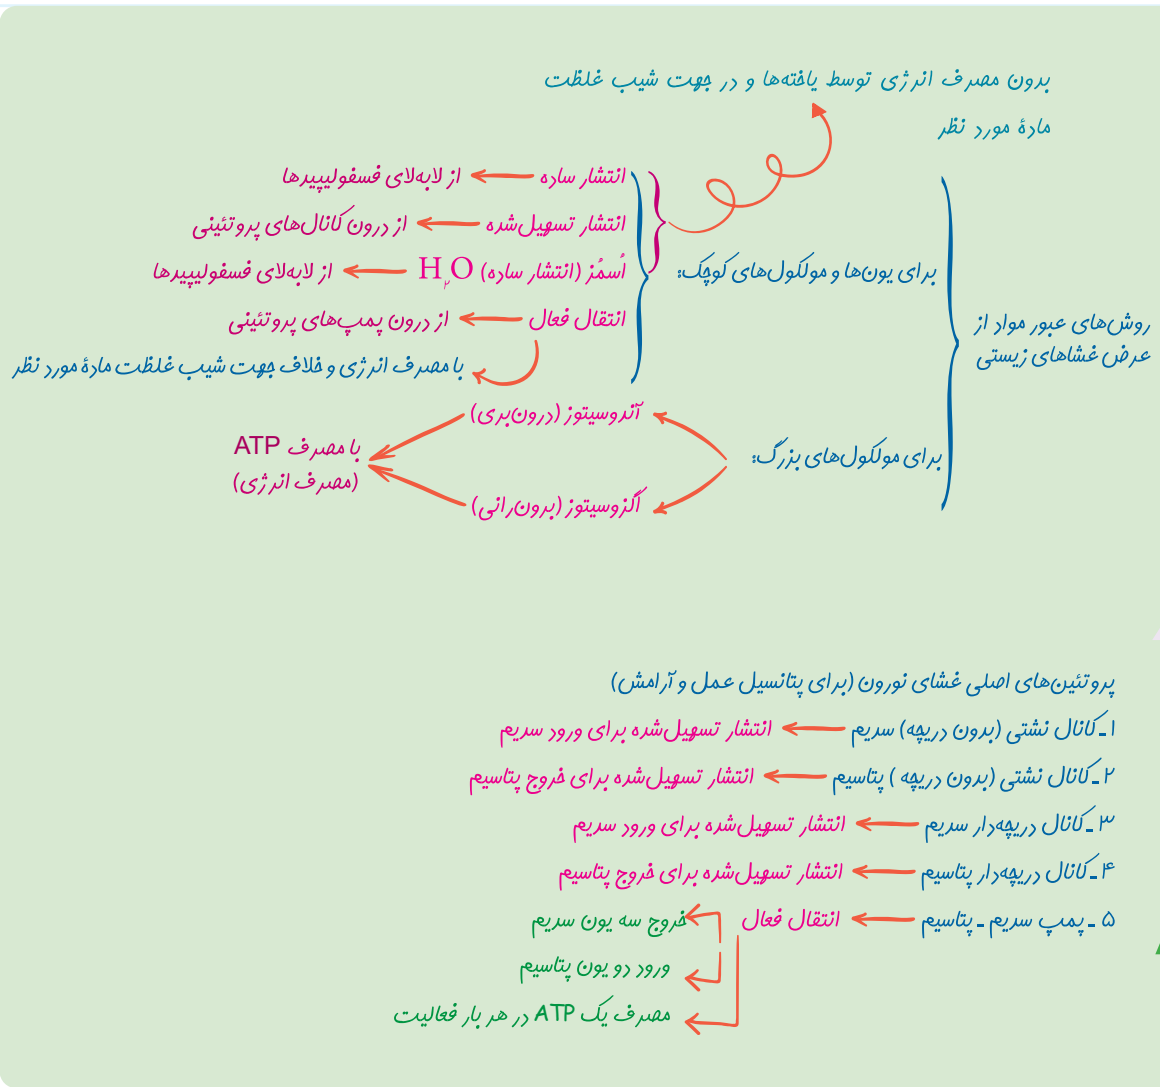 بدون مصرف انرژی توسط یاخته‌ها و در جهت شیب غلظت
مادهٔ مورد نظر
روش‌های عبور مواد از
عرض غشاهای زیستی
برای یون‌ها و مولکول‌های کوچک:
انتشار ساده ← از لابه‌لای فسفولیپیدها
انتشار تسهیل‌شده ← از درون کانال‌های پروتئینی
اُسمُز (انتشار ساده) H۲O ← از لابه‌لای فسفولیپیدها
انتقال فعال ← از درون پمپ‌های پروتئینی
با مصرف انرژی و خلاف جهت شیب غلظت مادهٔ مورد نظر
برای مولکول‌های بزرگ:
آندوسیتوز (درون‌بری)
اگزوسیتوز (برون‌رانی)
با مصرف ATP
(مصرف انرژی)
پروتئین‌های اصلی غشای نورون (برای پتانسیل عمل و آرامش)
۱ـ کانال نشتی (بدون دریچه) سدیم ← انتشار تسهیل‌شده برای ورود سدیم
۲ـ کانال نشتی (بدون دریچه ) پتاسیم ← انتشار تسهیل‌شده برای خروج پتاسیم
۳ـ کانال دریچه‌دار سدیم ← انتشار تسهیل‌شده برای ورود سدیم
۴ـ کانال دریچه‌دار پتاسیم ← انتشار تسهیل‌شده برای خروج پتاسیم
۵ ـ پمپ سدیم ـ پتاسیم ← انتقال فعال
خروج سه یون سدیم
ورود دو یون پتاسیم
مصرف یک ATP در هر بار فعالیت